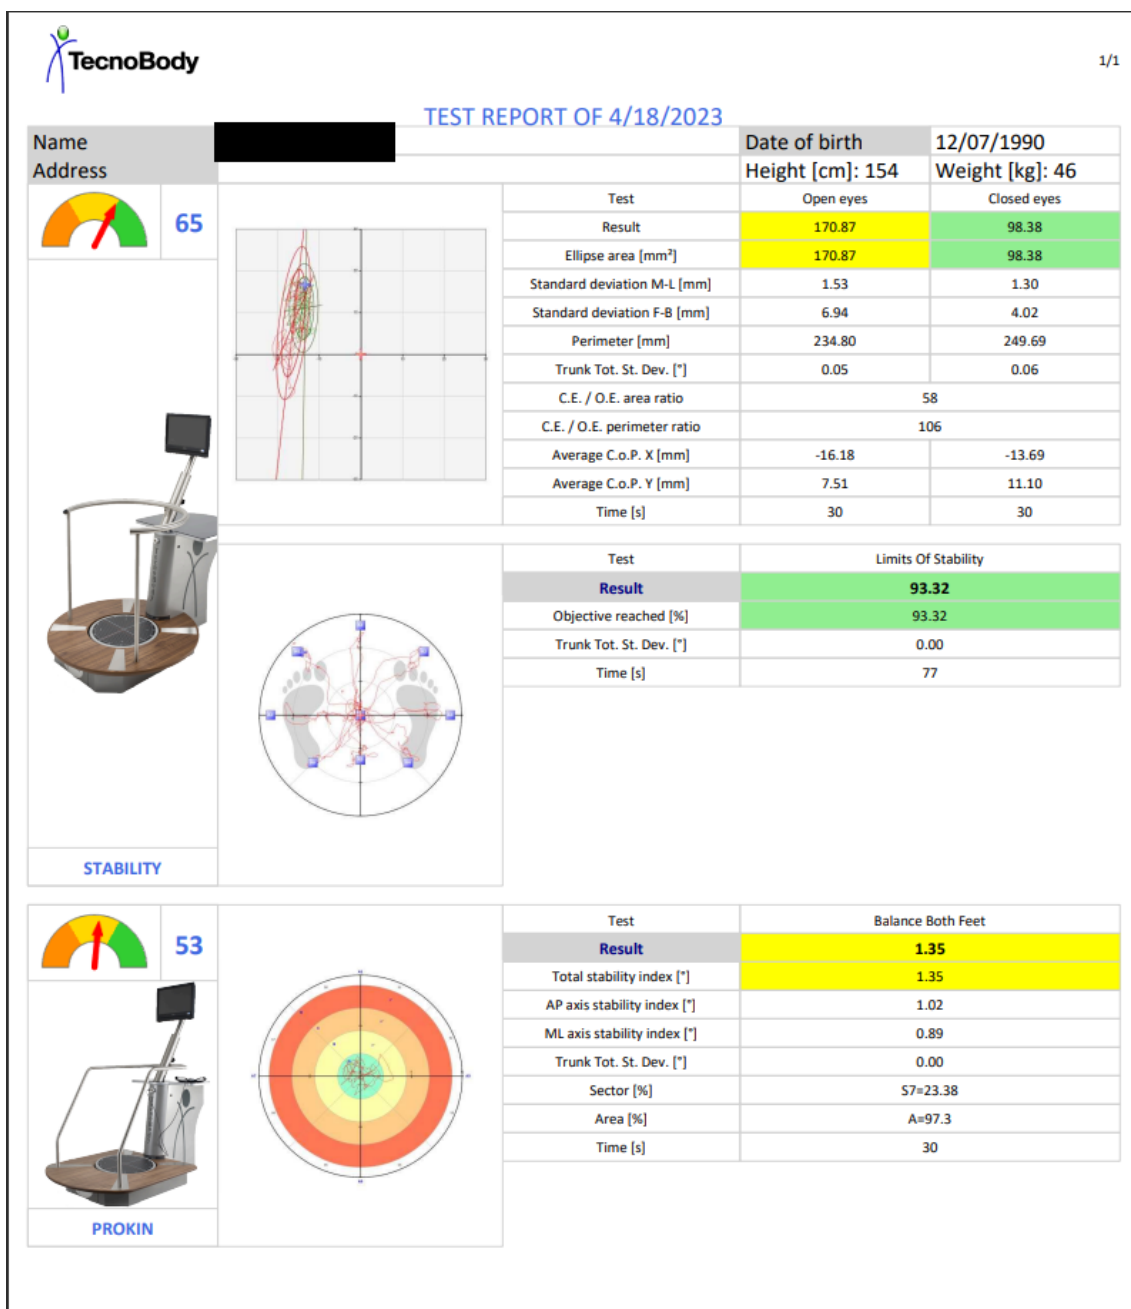 TecnoBody
1/1
TEST REPORT OF 4/18/2023
Name
Date of birth 12/07/1990
Address
Height [cm]: 154 Weight [kg]: 46
65
Test Open eyes Closed eyes
Result 170.87 98.38
Ellipse area [mm²] 170.87 98.38
Standard deviation M-L [mm] 1.53 1.30
Standard deviation F-B [mm] 6.94 4.02
Perimeter [mm] 234.80 249.69
Trunk Tot. St. Dev. [°] 0.05 0.06
C.E. / O.E. area ratio 58
C.E. / O.E. perimeter ratio 106
Average C.o.P. X [mm] -16.18 -13.69
Average C.o.P. Y [mm] 7.51 11.10
Time [s] 30 30
Test Limits Of Stability
Result 93.32
Objective reached [%] 93.32
Trunk Tot. St. Dev. [°] 0.00
Time [s] 77
STABILITY
53
Test Balance Both Feet
Result 1.35
Total stability index [°] 1.35
AP axis stability index [°] 1.02
ML axis stability index [°] 0.89
Trunk Tot. St. Dev. [°] 0.00
Sector [%] S7=23.38
Area [%] A=97.3
Time [s] 30
PROKIN